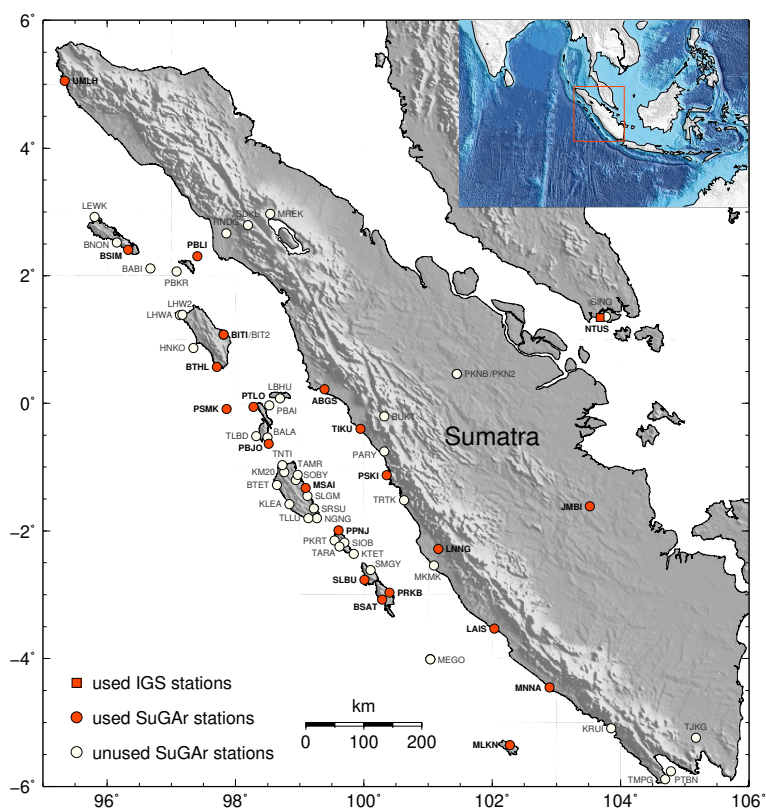 6˚
4˚
2˚
0˚
−2˚
−4˚
−6˚
UMLH
LEWK
BNON
BSIM
BABI
PBLI
PBKR
RNDG
SDKL
MREK
LHW2
LHWA
HNKO
BITI/BIT2
BTHL
SING
NTUS
PKNB/PKN2
LBHU
PTLO
PBAI
PSMK
ABGS
BUKT
TIKU
Sumatra
TLBD
BALA
PBJO
PARY
TNTI
TAMR
KM20
SOBY
PSKI
BTET
MSAI
SLGM
TRTK
KLEA
SRSU
JMBI
TLLU
NGNG
PPNJ
PKRT
SIOB
TARA
KTET
LNNG
SMGY
MKMK
SLBU
PRKB
BSAT
LAIS
MEGO
MNNA
used IGS stations
used SuGAr stations
unused SuGAr stations
km
0 100 200
KRUI
TJKG
MLKN
TMPG
PTBN
96˚ 98˚ 100˚ 102˚ 104˚ 106˚